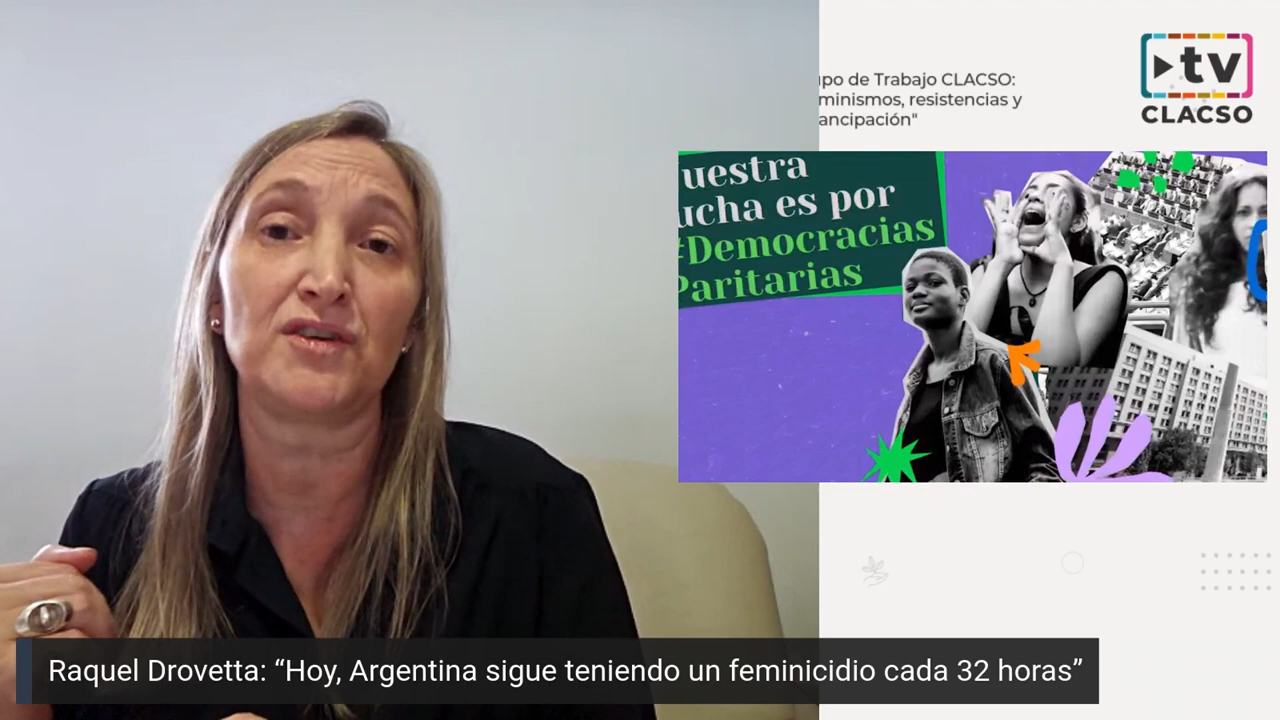 upo de Trabajo CLACSO:
minismos, resistencias y
ancipación"
tv
CLACSO
uestra
ucha es por
#Democracias
Paritarias
Raquel Drovetta: “Hoy, Argentina sigue teniendo un feminicidio cada 32 horas”